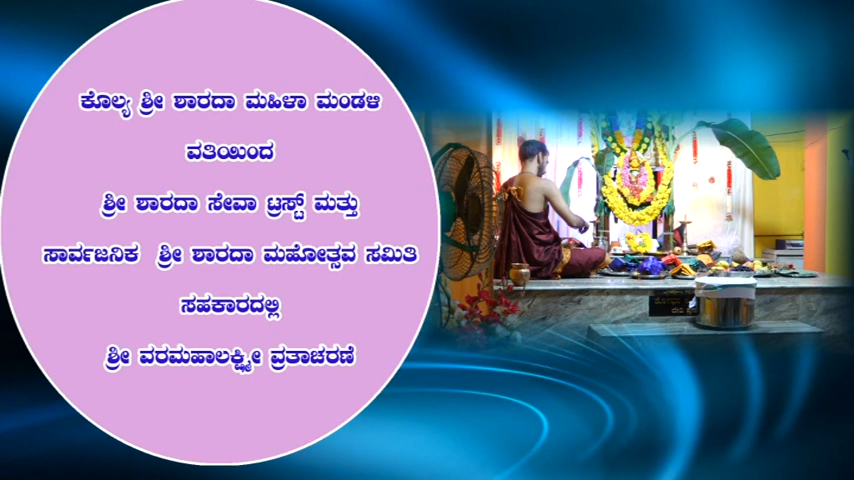 ಕೊಲ್ಯ ಶ್ರೀ ಶಾರದಾ ಮಹಿಳಾ ಮಂಡಳಿ
ವತಿಯಿಂದ
ಶ್ರೀ ಶಾರದಾ ಸೇವಾ ಟ್ರಸ್ಟ್ ಮತ್ತು
ಸಾರ್ವಜನಿಕ ಶ್ರೀ ಶಾರದಾ ಮಹೋತ್ಸವ ಸಮಿತಿ
ಸಹಕಾರದಲ್ಲಿ
ಶ್ರೀ ವರಮಹಾಲಕ್ಷ್ಮೀ ವ್ರತಾಚರಣೆ